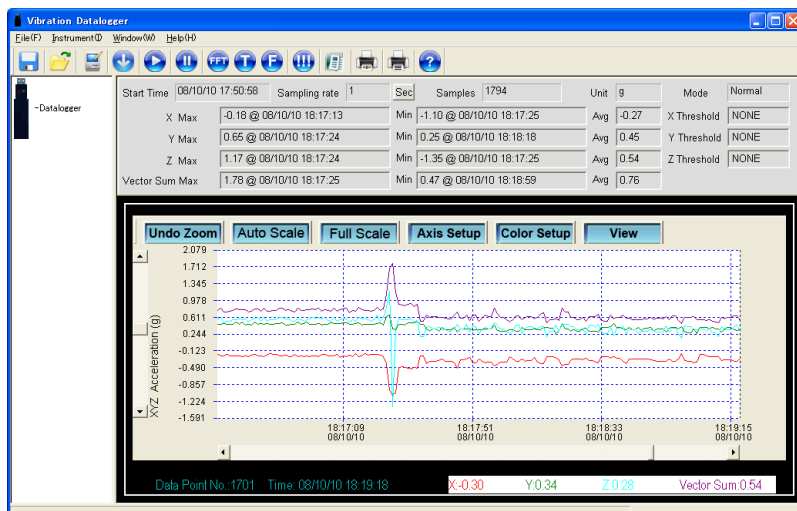 Vibration Datalogger
File(F) Instrument(I) Window(W) Help(H)
FFT T F
-Datalogger
Start Time 08/10/10 17:50:58 Sampling rate 1 Sec Samples 1794 Unit g Mode Normal
X Max -0.18 @ 08/10/10 18:17:13 Min -1.10 @ 08/10/10 18:17:25 Avg -0.27 X Threshold NONE
Y Max 0.65 @ 08/10/10 18:17:24 Min 0.25 @ 08/10/10 18:18:18 Avg 0.45 Y Threshold NONE
Z Max 1.17 @ 08/10/10 18:17:24 Min -1.35 @ 08/10/10 18:17:25 Avg 0.54 Z Threshold NONE
Vector Sum Max 1.78 @ 08/10/10 18:17:25 Min 0.47 @ 08/10/10 18:18:59 Avg 0.76
Undo Zoom Auto Scale Full Scale Axis Setup Color Setup View
XYZ Acceleration (g)
2.079
1.712
1.345
0.978
0.611
0.244
-0.123
-0.490
-0.857
-1.224
-1.591
18:17:09 18:17:51 18:18:33 18:19:15
08/10/10 08/10/10 08/10/10 08/10/10
Data Point No.:1701 Time: 08/10/10 18:19:18 X:-0.30 Y:0.34 Z:0.28 Vector Sum:0.54